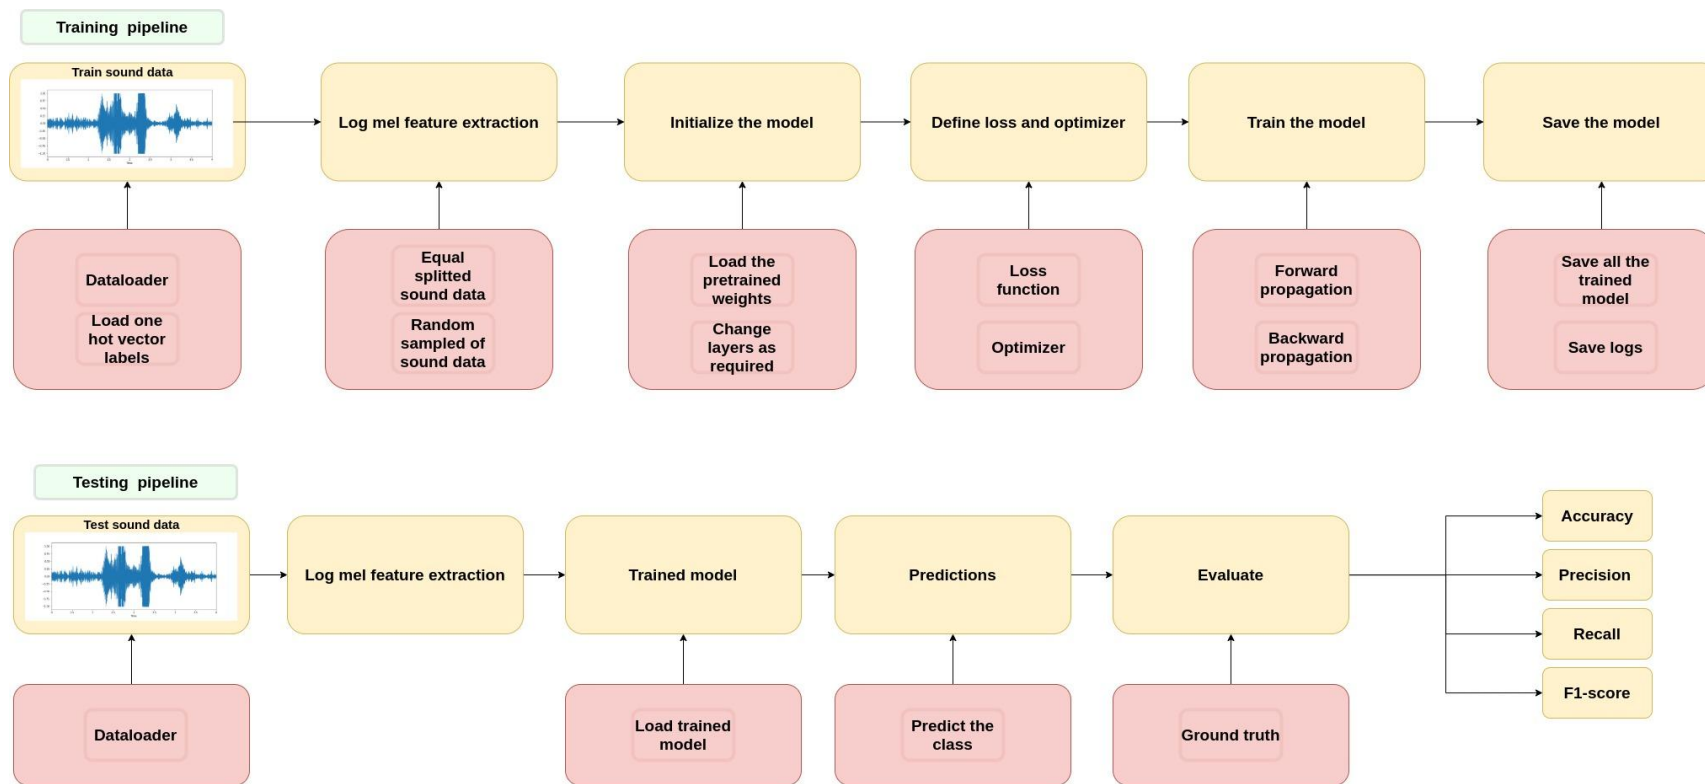 Training pipeline
Train sound data
Log mel feature extraction
Initialize the model
Define loss and optimizer
Train the model
Save the model
Dataloader
Load one
hot vector
labels
Equal
splitted
sound data
Random
sampled of
sound data
Load the
pretrained
weights
Change
layers as
required
Loss
function
Optimizer
Forward
propagation
Backward
propagation
Save all the
trained
model
Save logs
Testing pipeline
Test sound data
Log mel feature extraction
Trained model
Predictions
Evaluate
Accuracy
Precision
Recall
F1-score
Dataloader
Load trained
model
Predict the
class
Ground truth